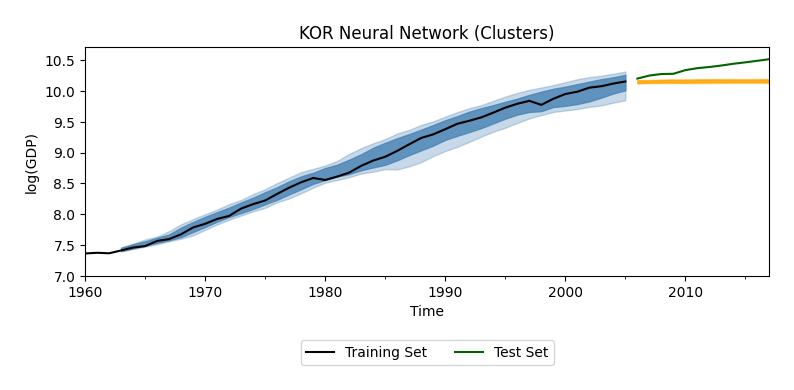 KOR Neural Network (Clusters)
log(GDP)
10.5
10.0
9.5
9.0
8.5
8.0
7.5
7.0
1960 1970 1980 1990 2000 2010
Time
Training Set Test Set